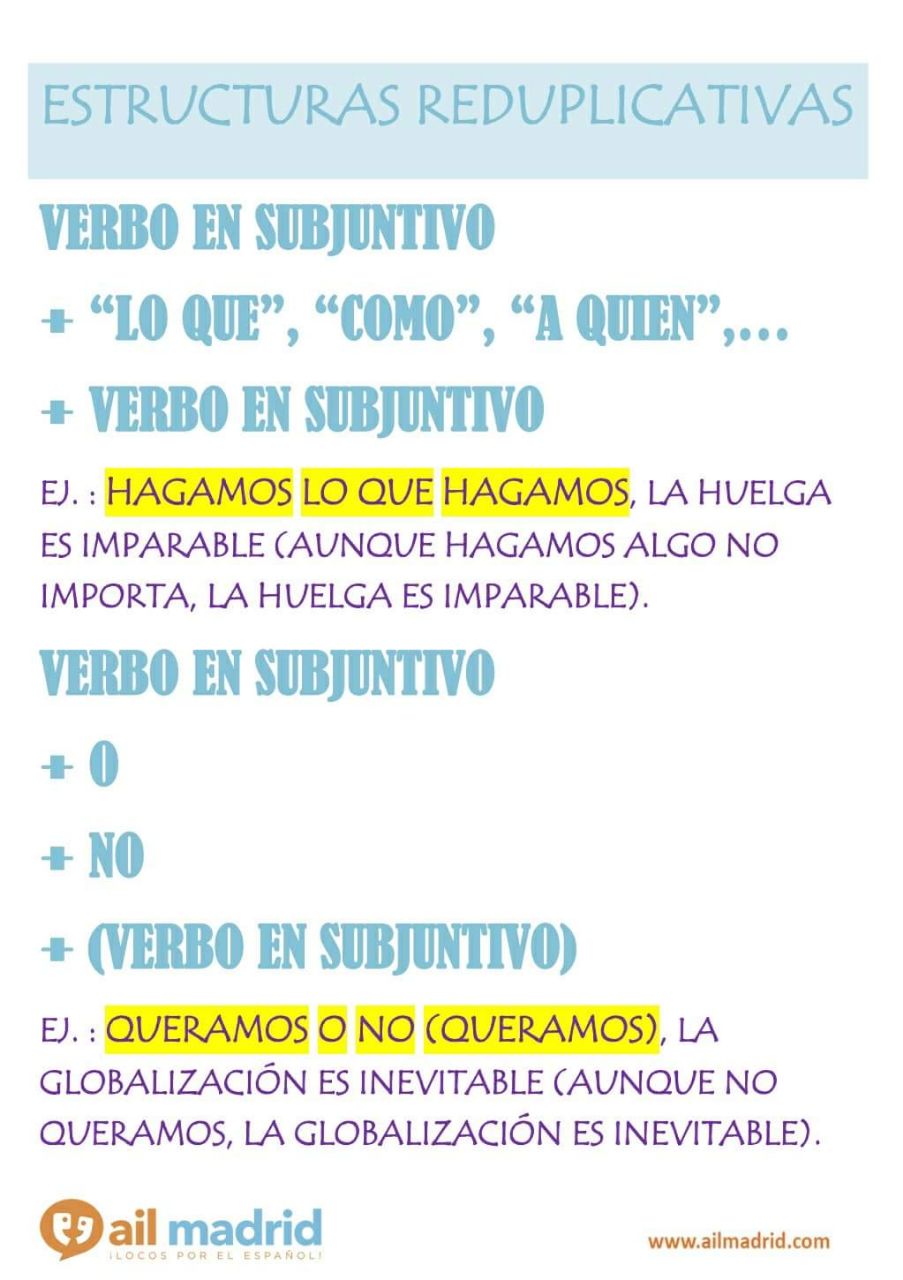 ESTRUCTURAS REDUPLICATIVAS
VERBO EN SUBJUNTIVO
+ “LO QUE”, “COMO”, “A QUIEN”,...
+ VERBO EN SUBJUNTIVO
EJ. : HAGAMOS LO QUE HAGAMOS, LA HUELGA
ES IMPARABLE (AUNQUE HAGAMOS ALGO NO
IMPORTA, LA HUELGA ES IMPARABLE).
VERBO EN SUBJUNTIVO
+ O
+ NO
+ (VERBO EN SUBJUNTIVO)
EJ. : QUERAMOS O NO (QUERAMOS), LA
GLOBALIZACIÓN ES INEVITABLE (AUNQUE NO
QUERAMOS, LA GLOBALIZACIÓN ES INEVITABLE).
ail madrid
¡LOCOS POR EL ESPAÑOL!
www.ailmadrid.com